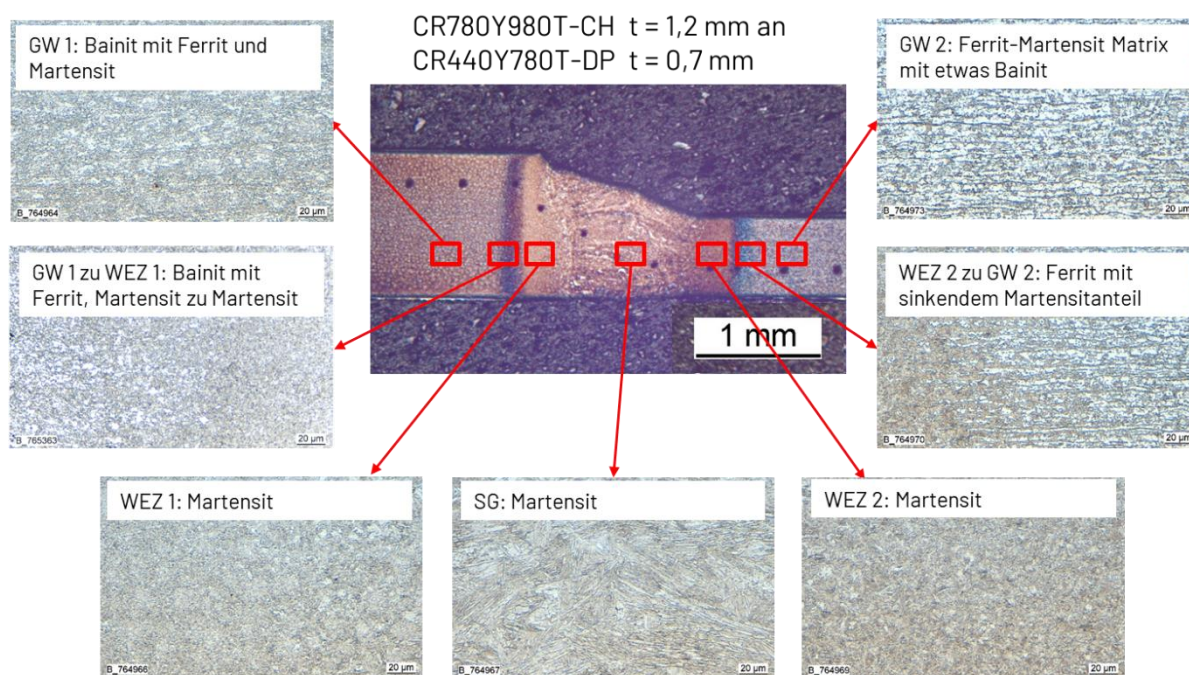 CR780Y980T-CH t = 1,2 mm an
CR440Y780T-DP t = 0,7 mm
GW 1: Bainit mit Ferrit und
Martensit
B_764964
20 µm
GW 2: Ferrit-Martensit Matrix
mit etwas Bainit
B_764973
20 µm
1 mm
GW 1 zu WEZ 1: Bainit mit
Ferrit, Martensit zu Martensit
B_765363
20 µm
WEZ 2 zu GW 2: Ferrit mit
sinkendem Martensitanteil
B_764970
20 µm
WEZ 1: Martensit
B_764966
20 µm
SG: Martensit
B_764967
20 µm
WEZ 2: Martensit
B_764969
20 µm